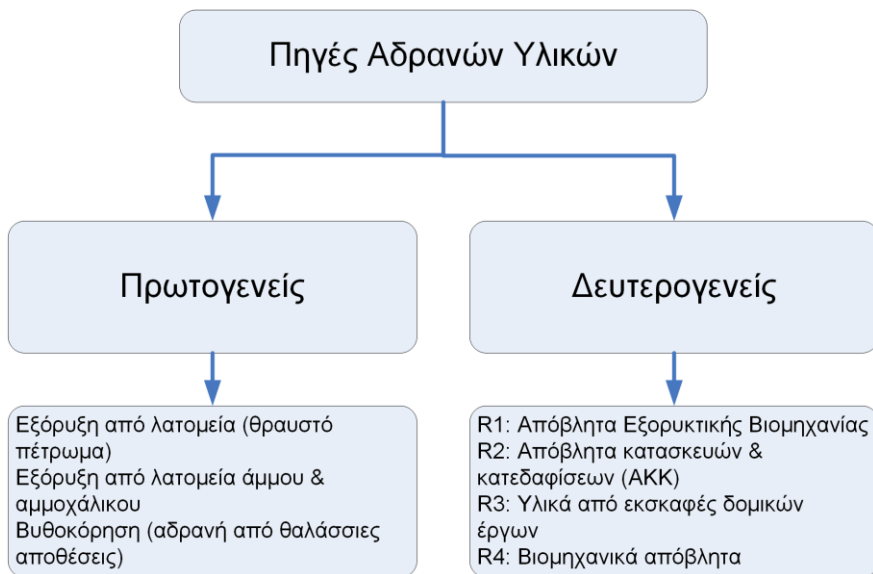 Πηγές Αδρανών Υλικών
Πρωτογενείς
Δευτερογενείς
Εξόρυξη από λατομεία (θραυστό
πέτρωμα)
Εξόρυξη από λατομεία άμμου &
αμμοχάλικου
Βυθοκόρηση (αδρανή από θαλάσσιες
αποθέσεις)
R1: Απόβλητα Εξορυκτικής Βιομηχανίας
R2: Απόβλητα κατασκευών &
κατεδαφίσεων (ΑΚΚ)
R3: Υλικά από εκσκαφές δομικών
έργων
R4: Βιομηχανικά απόβλητα